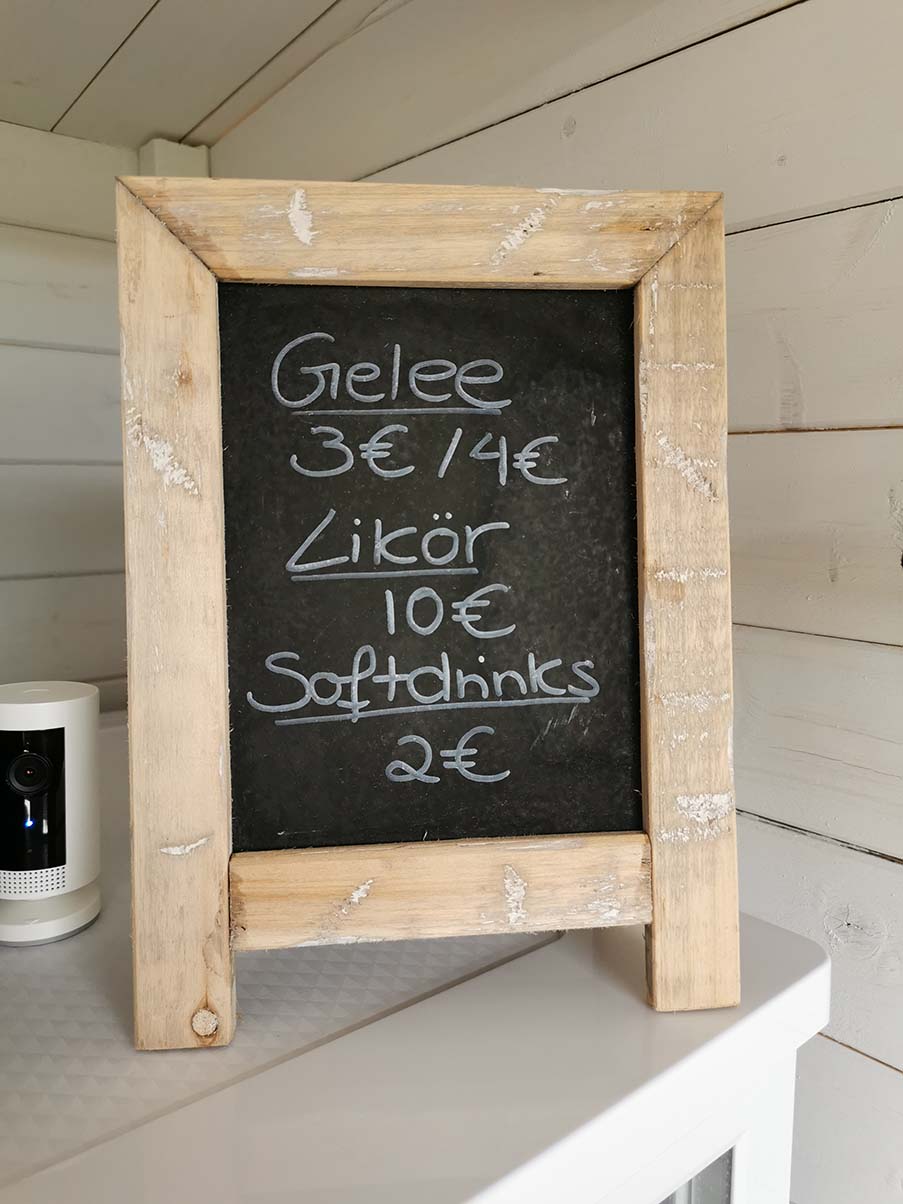 Gelee
3€ / 4€
Likör
10€
Softdrinks
2€